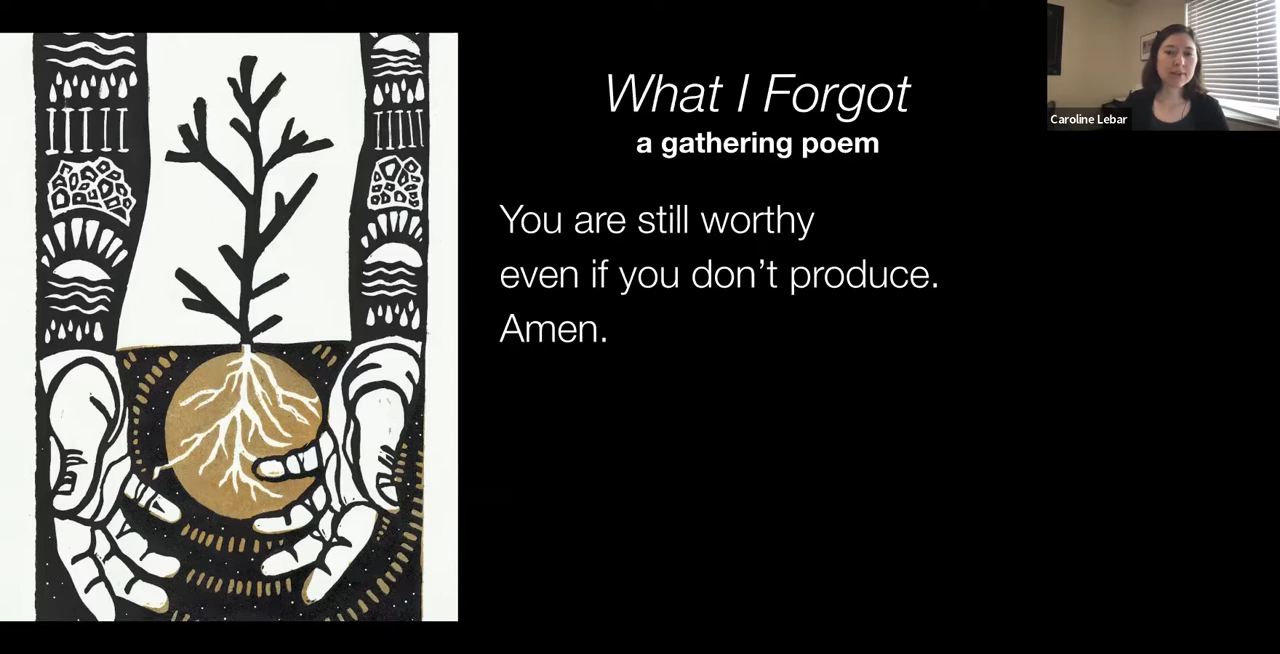 What I Forgot
a gathering poem
Caroline Lebar
You are still worthy
even if you don’t produce.
Amen.